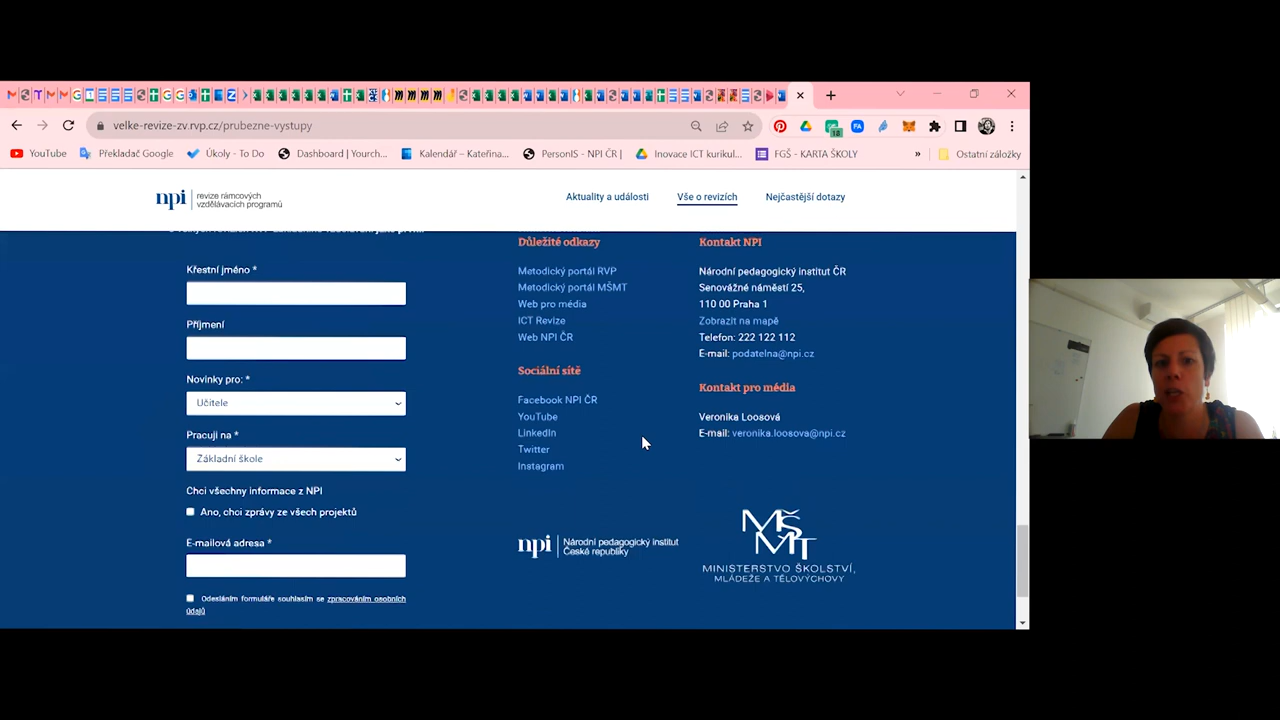 velke-revize-zv.rvp.cz/prubezne-vystupy
YouTube
Překladač Google
Úkoly - To Do
Dashboard | Yourch...
Kalendář – Kateřina...
PersonIS - NPI ČR |
Inovace ICT kurikul...
FGŠ - KARTA ŠKOLY
»
Ostatní záložky
npi | revize rámcových
vzdělávacích programů
Aktuality a události
Vše o revizích
Nejčastější dotazy
Křestní jméno *
Příjmení
Novinky pro: *
Učitele
Pracuji na *
Základní škole
Chci všechny informace z NPI
Ano, chci zprávy ze všech projektů
E-mailová adresa *
Odesláním formuláře souhlasím se zpracováním osobních
údajů
Důležité odkazy
Metodický portál RVP
Metodický portál MŠMT
Web pro média
ICT Revize
Web NPI ČR
Sociální sítě
Facebook NPI ČR
YouTube
LinkedIn
Twitter
Instagram
npi | Národní pedagogický institut
České republiky
Kontakt NPI
Národní pedagogický institut ČR
Senovážné náměstí 25,
110 00 Praha 1
Zobrazit na mapě
Telefon: 222 122 112
E-mail: podatelna@npi.cz
Kontakt pro média
Veronika Loosová
E-mail: veronika.loosova@npi.cz
MŠMT
MINISTERSTVO ŠKOLSTVÍ,
MLÁDEŽE A TĚLOVÝCHOVY